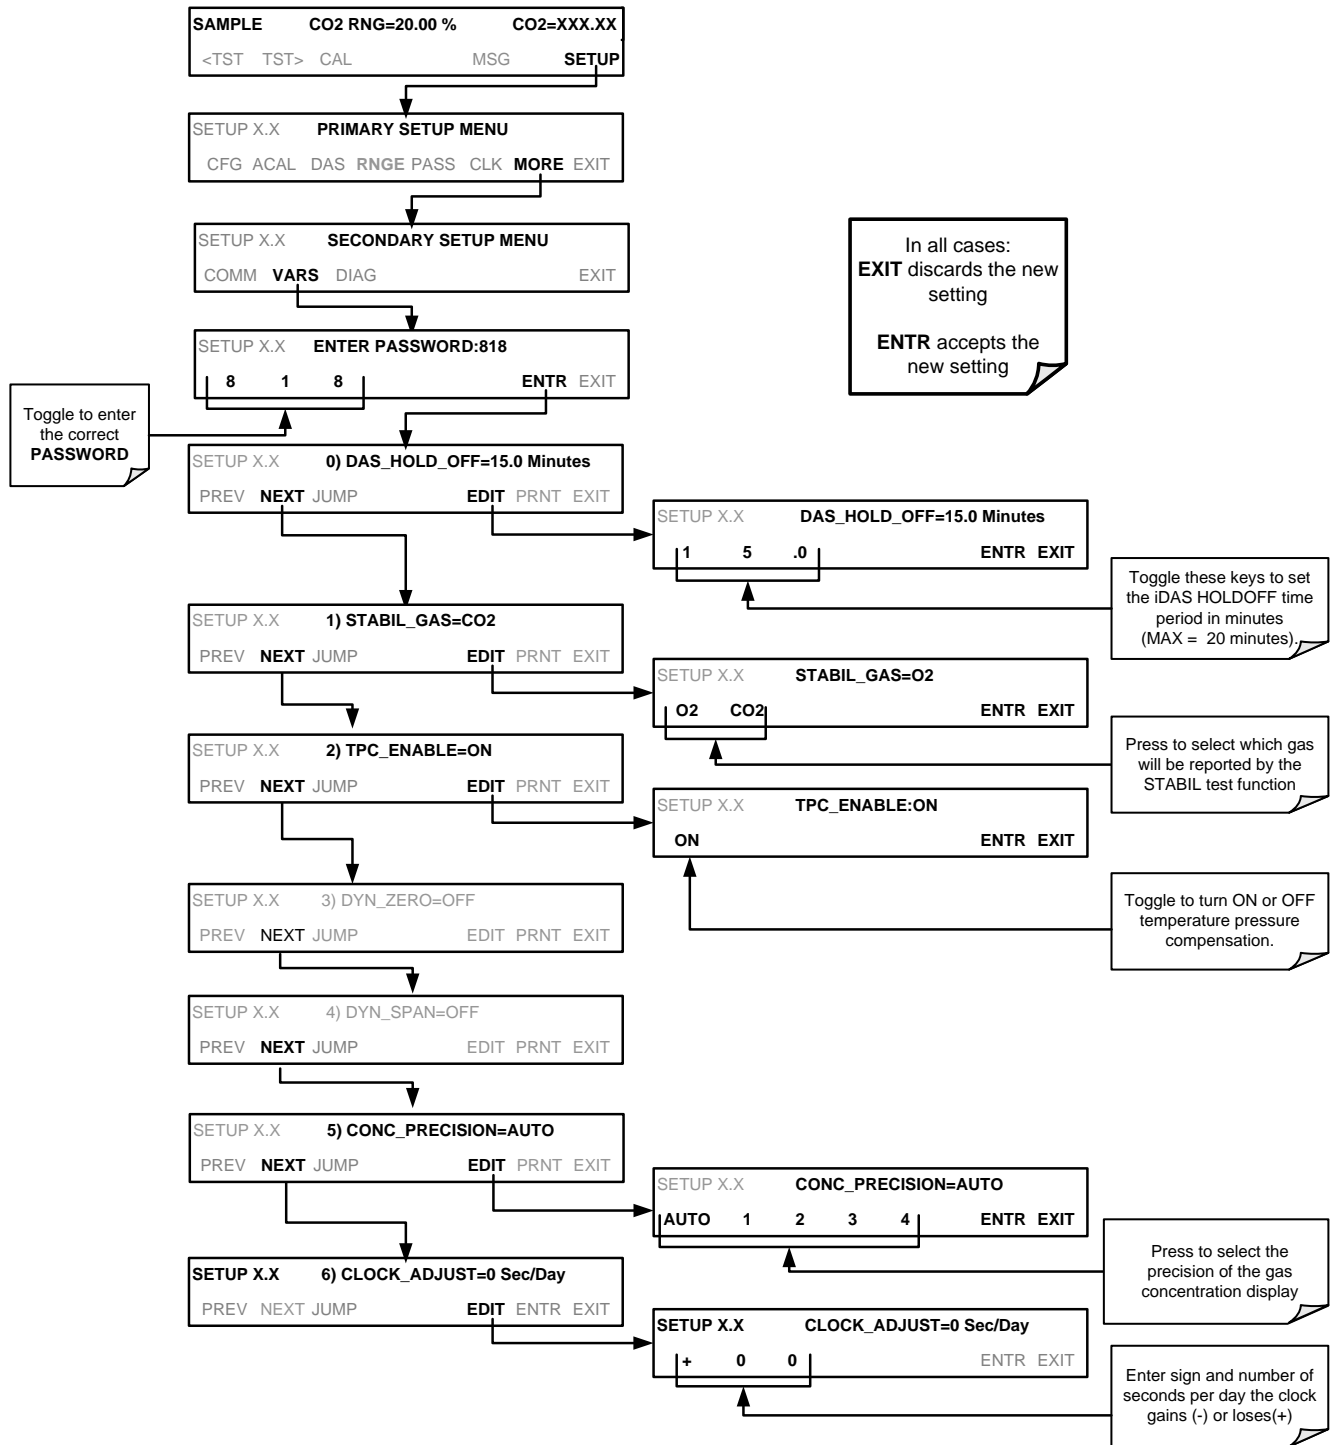 SAMPLE CO2 RNG=20.00 % CO2=XXX.XX
<TST TST> CAL MSG SETUP
SETUP X.X PRIMARY SETUP MENU
CFG ACAL DAS RNGE PASS CLK MORE EXIT
SETUP X.X SECONDARY SETUP MENU
COMM VARS DIAG EXIT
In all cases:
EXIT discards the new
setting
ENTR accepts the
new setting
SETUP X.X ENTER PASSWORD:818
8 1 8 ENTR EXIT
Toggle to enter
the correct
PASSWORD
SETUP X.X 0) DAS_HOLD_OFF=15.0 Minutes
PREV NEXT JUMP EDIT PRNT EXIT
SETUP X.X DAS_HOLD_OFF=15.0 Minutes
1 5 .0 ENTR EXIT
Toggle these keys to set
the iDAS HOLDOFF time
period in minutes
(MAX = 20 minutes).
SETUP X.X 1) STABIL_GAS=CO2
PREV NEXT JUMP EDIT PRNT EXIT
SETUP X.X STABIL_GAS=O2
O2 CO2 ENTR EXIT
Press to select which gas
will be reported by the
STABIL test function
SETUP X.X 2) TPC_ENABLE=ON
PREV NEXT JUMP EDIT PRNT EXIT
SETUP X.X TPC_ENABLE:ON
ON ENTR EXIT
Toggle to turn ON or OFF
temperature pressure
compensation.
SETUP X.X 3) DYN_ZERO=OFF
PREV NEXT JUMP EDIT PRNT EXIT
SETUP X.X 4) DYN_SPAN=OFF
PREV NEXT JUMP EDIT PRNT EXIT
SETUP X.X 5) CONC_PRECISION=AUTO
PREV NEXT JUMP EDIT PRNT EXIT
SETUP X.X CONC_PRECISION=AUTO
AUTO 1 2 3 4 ENTR EXIT
Press to select the
precision of the gas
concentration display
SETUP X.X 6) CLOCK_ADJUST=0 Sec/Day
PREV NEXT JUMP EDIT ENTR EXIT
SETUP X.X CLOCK_ADJUST=0 Sec/Day
+ 0 0 ENTR EXIT
Enter sign and number of
seconds per day the clock
gains (-) or loses(+)